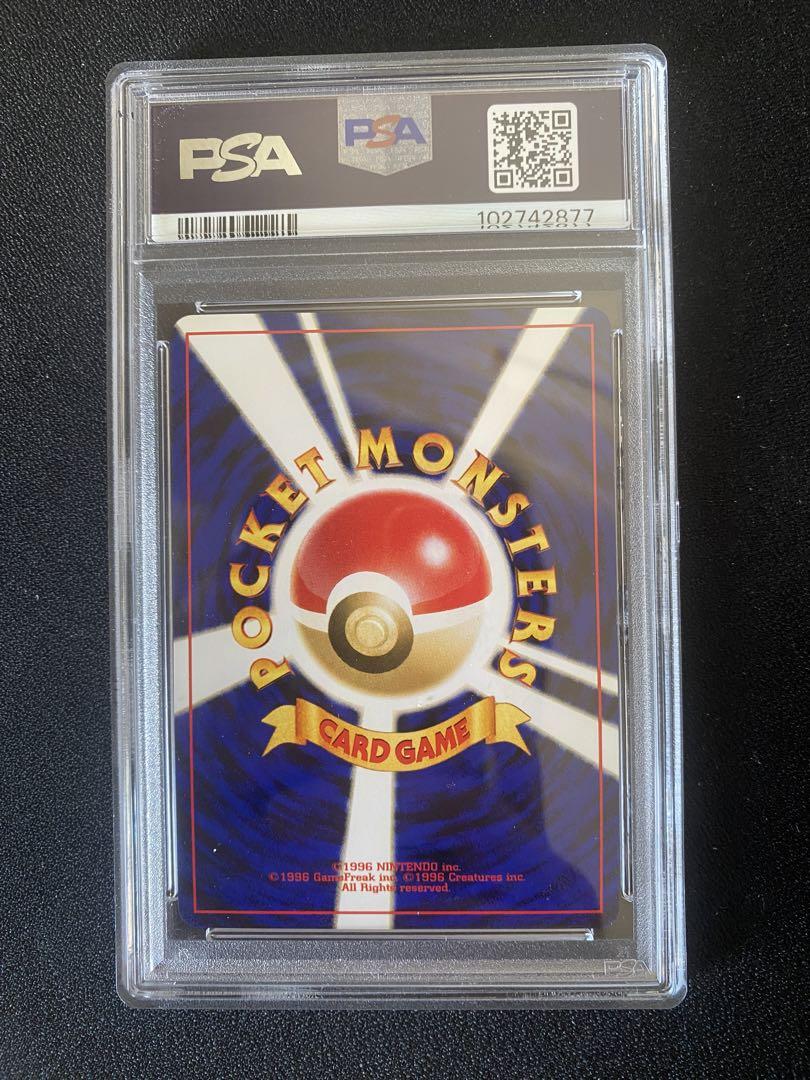 PSA
PSA
102742877
POCKET MONSTERS
CARD GAME
©1996 NINTENDO inc.
©1996 GameFreak inc. ©1996 Creatures inc.
All Rights reserved.
PSA